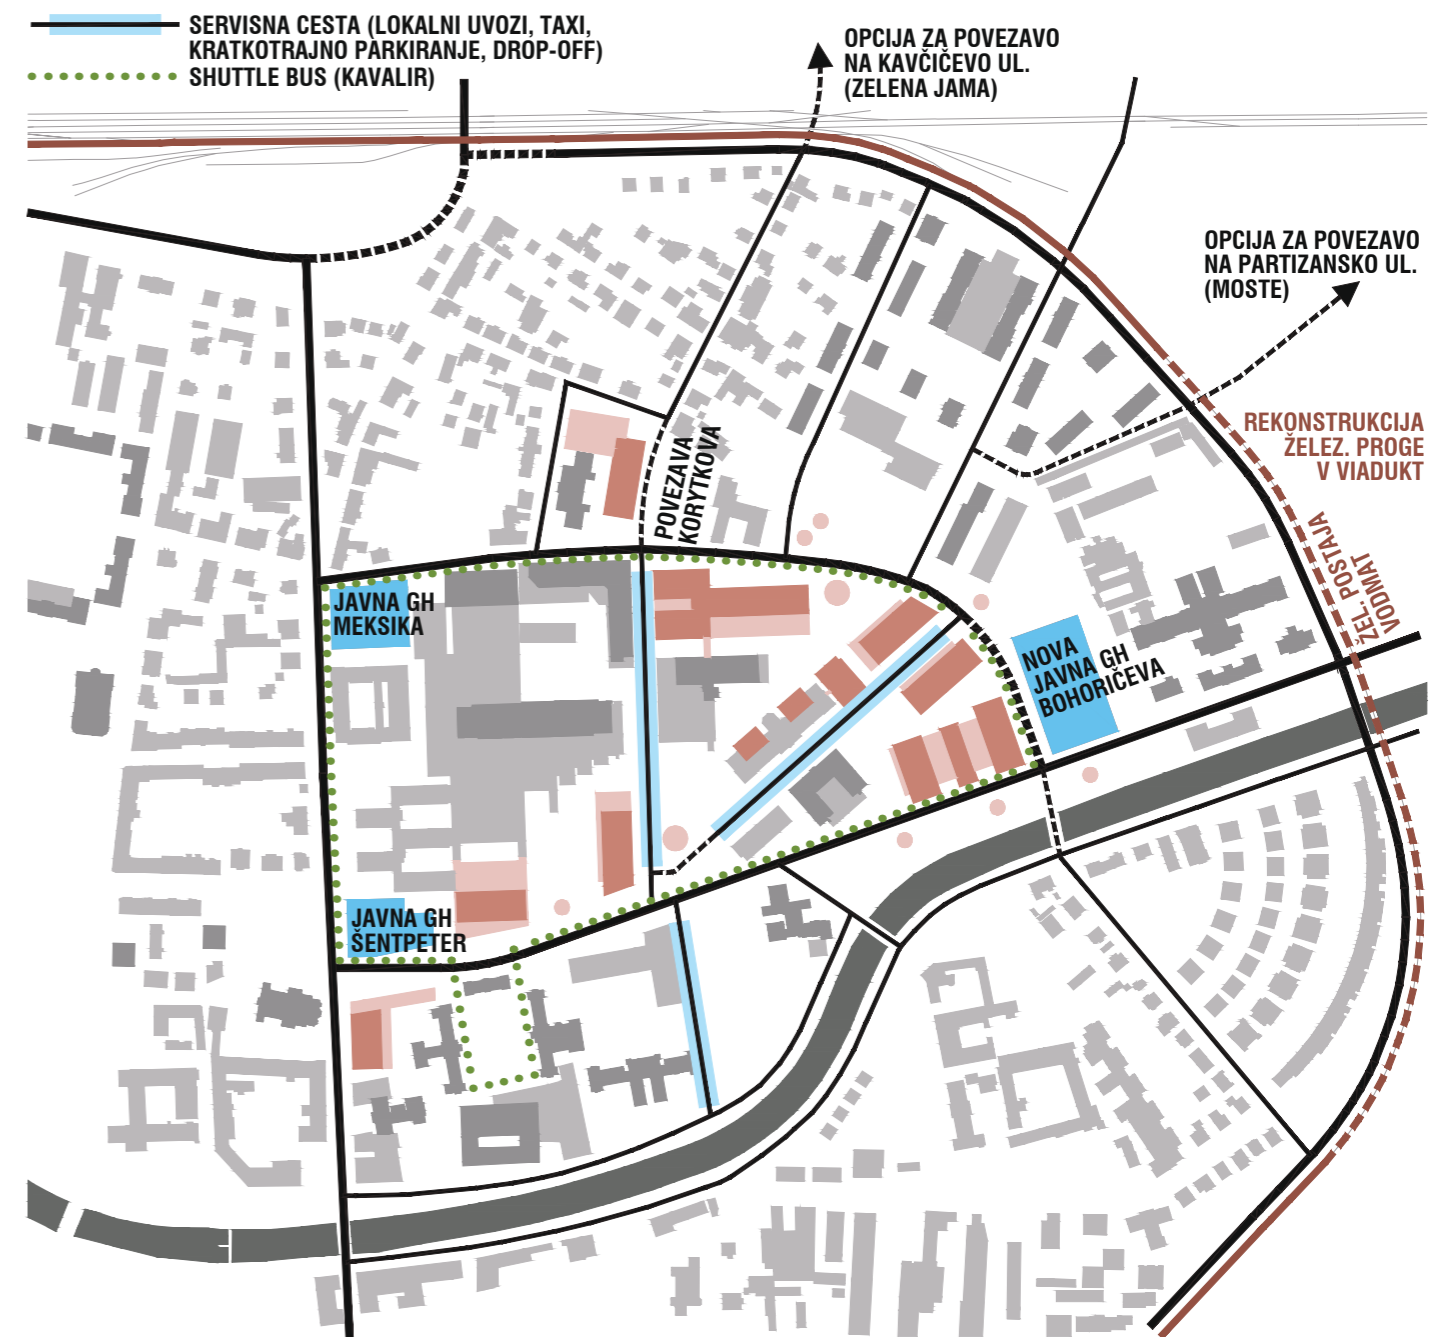 SERVISNA CESTA (LOKALNI UVOZI, TAXI,
KRATKOTRAJNO PARKIRANJE, DROP-OFF)
SHUTTLE BUS (KAVALIR)
OPCIJA ZA POVEZAVO
NA KAVČIČEVO UL.
(ZELENA JAMA)
OPCIJA ZA POVEZAVO
NA PARTIZANSKO UL.
(MOSTE)
REKONSTRUKCIJA
ŽELEZ. PROGE
V VIADUKT
POVEZAVA
KORYTKOVA
ŽEL. POSTAJA
VODMAT
JAVNA GH
MEKSIKA
NOVA
JAVNA GH
BOHORIČEVA
JAVNA GH
ŠENTPETER